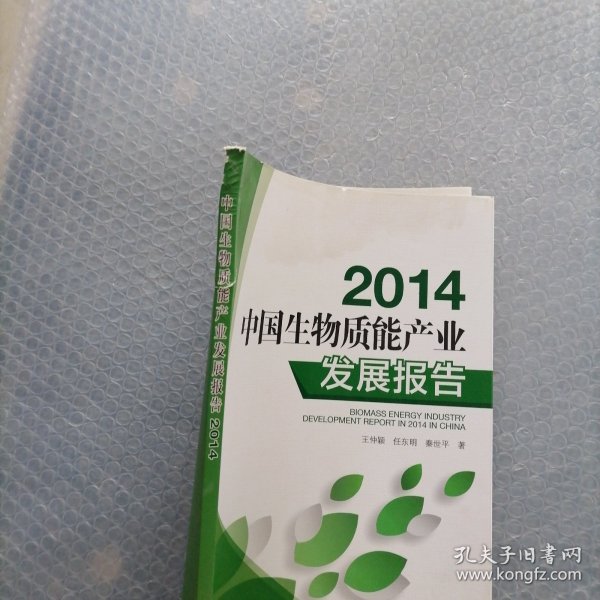 中国生物质能产业发展报告 2014
2014
中国生物质能产业
发展报告
BIOMASS ENERGY INDUSTRY
DEVELOPMENT REPORT IN 2014 IN CHINA
王仲颖 任东明 秦世平 著
孔夫子旧书网
www.kongfz.com